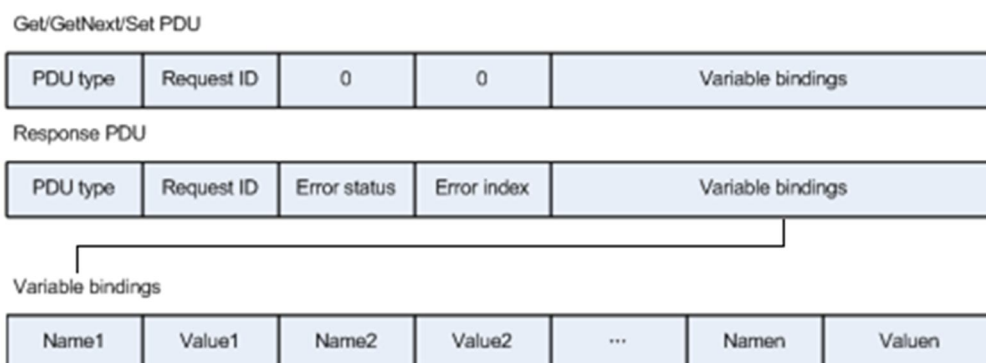 Get/GetNext/Set PDU
PDU type Request ID 0 0 Variable bindings
Response PDU
PDU type Request ID Error status Error index Variable bindings
Variable bindings
Name1 Value1 Name2 Value2 ... Namen Valuen